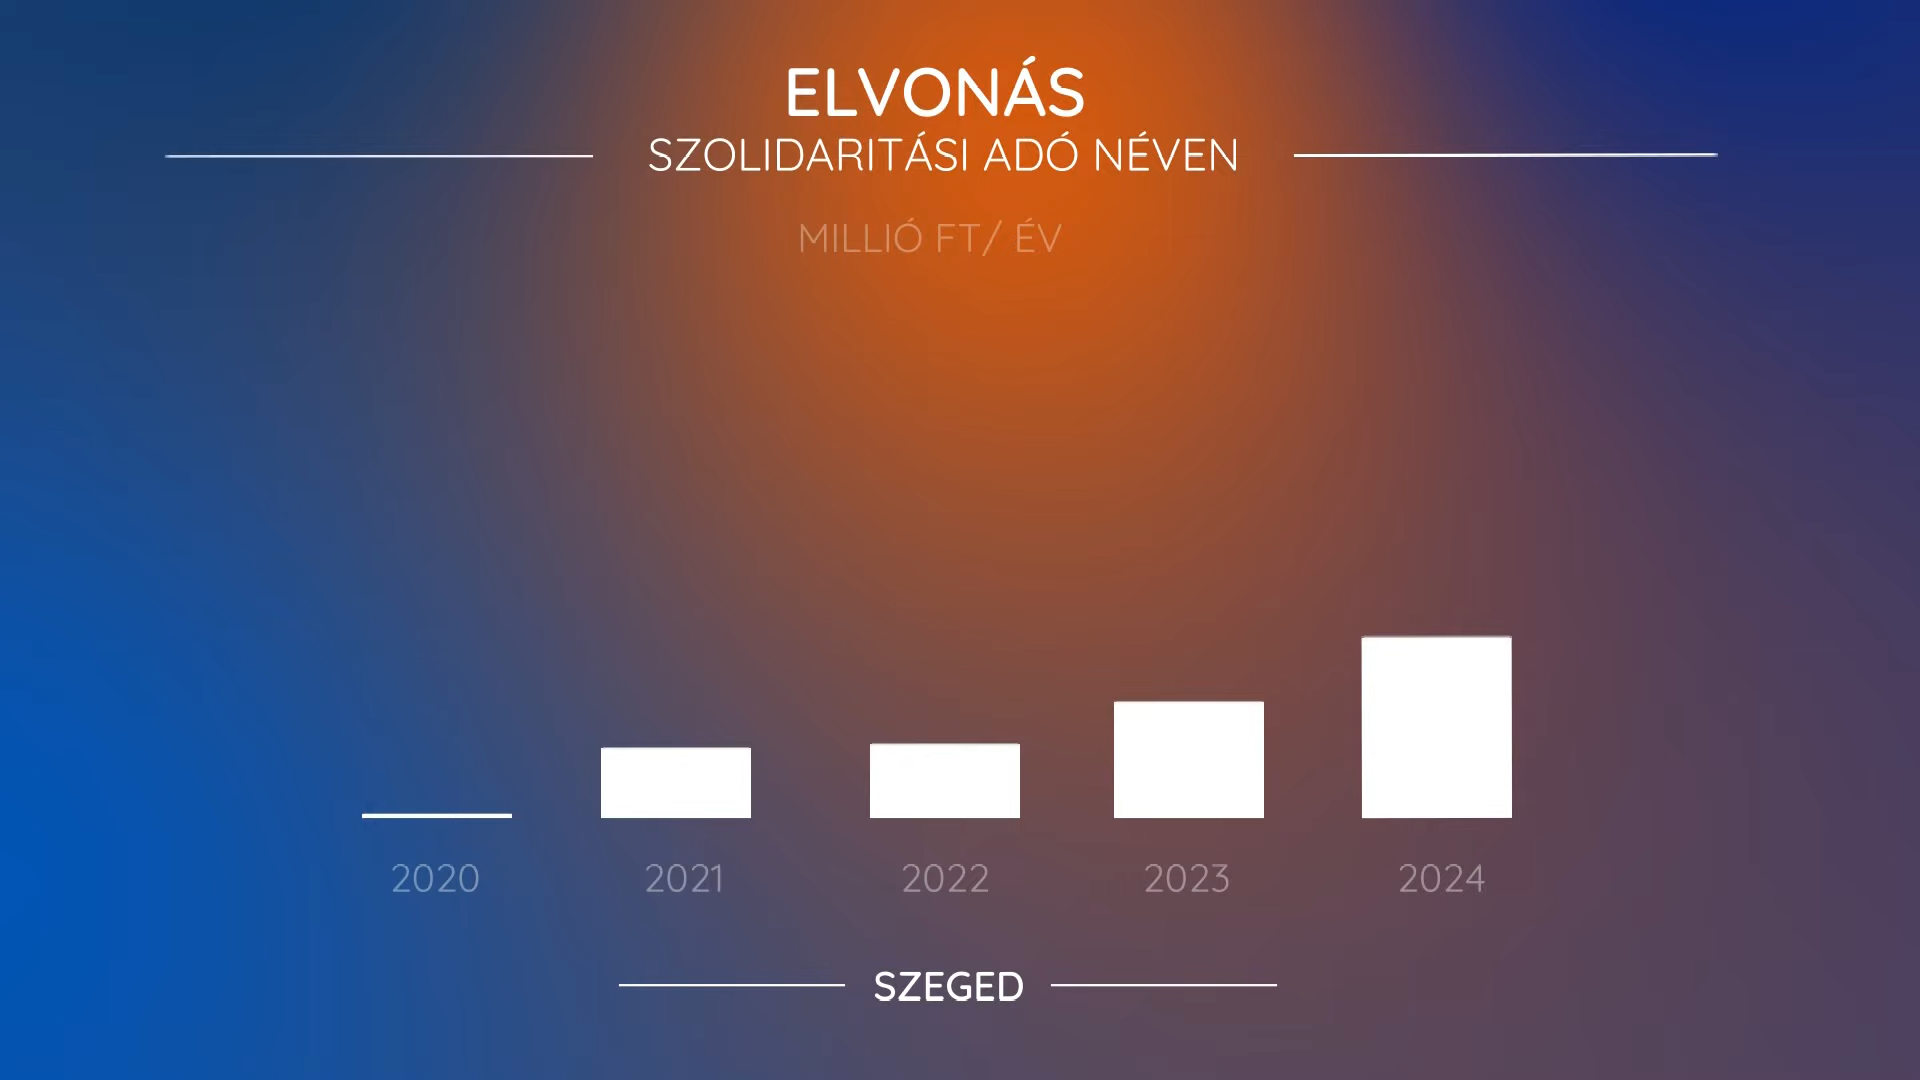 ELVONÁS
SZOLIDARITÁSI ADÓ NÉVEN
MILLIÓ FT/ ÉV
2020 2021 2022 2023 2024
SZEGED